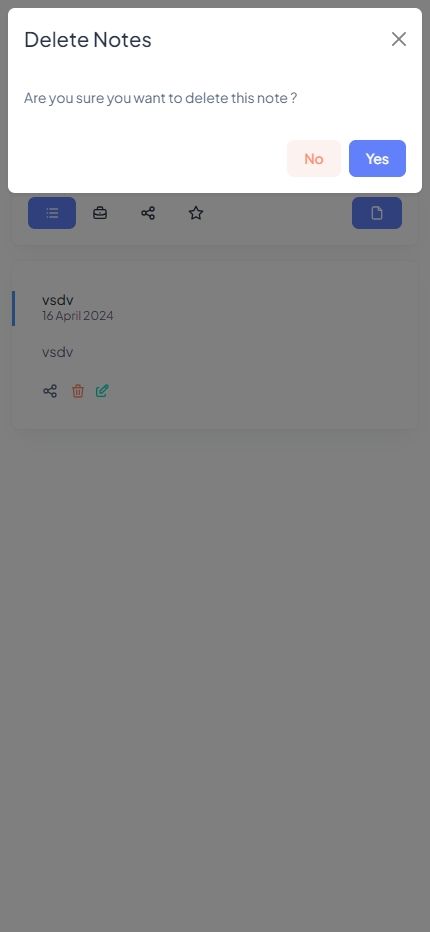 Delete Notes
Are you sure you want to delete this note ?
No
Yes
vsdv
16 April 2024
vsdv